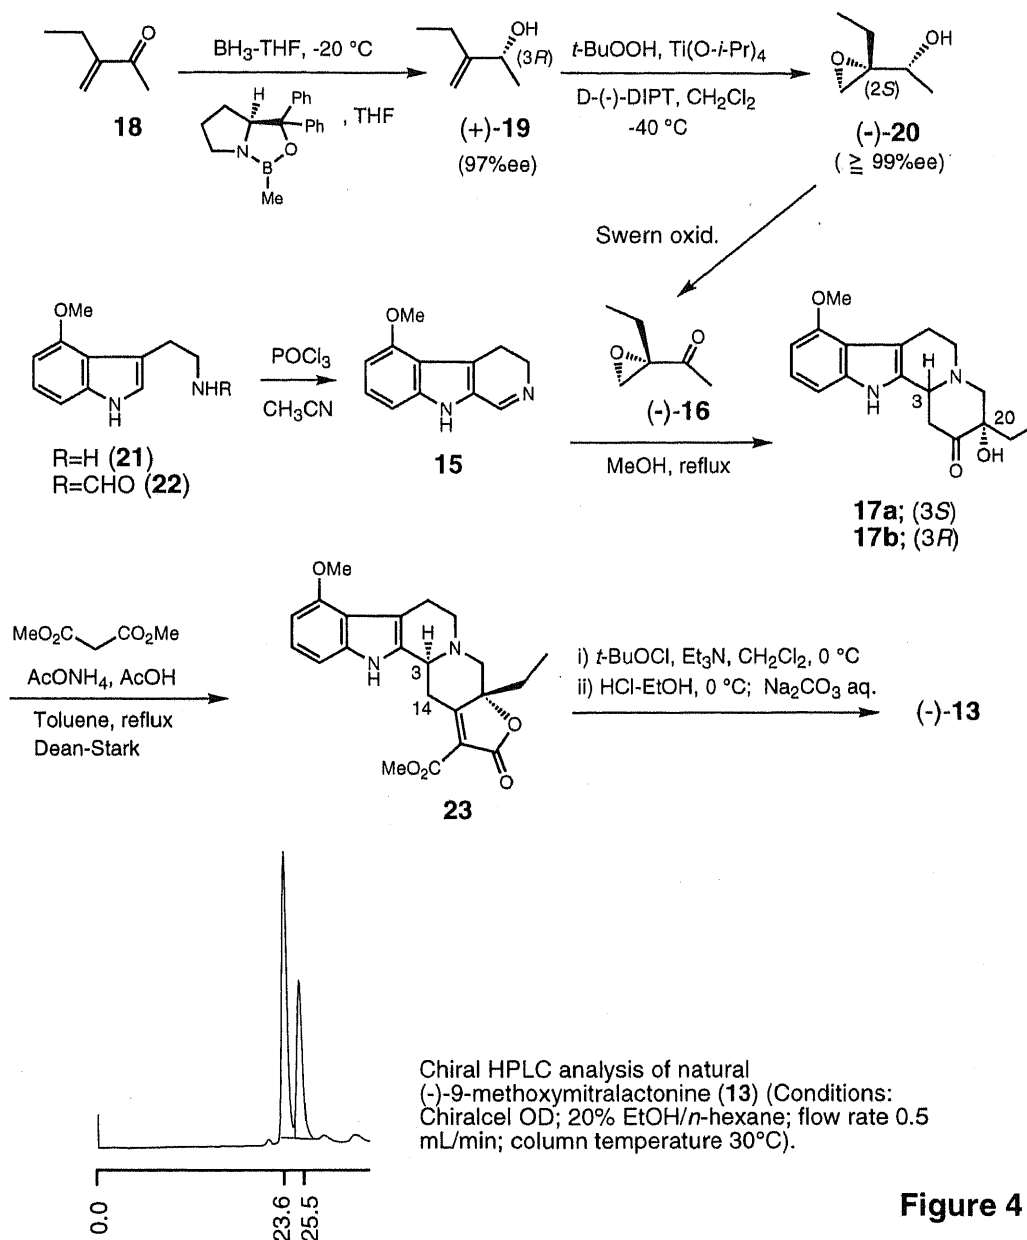 O
18
BH3-THF, -20 °C
H
Ph
Ph
N
O
B
Me
, THF
OH
(3R)
(+)-19
(97%ee)
t-BuOOH, Ti(O-i-Pr)4
D-(-)-DIPT, CH2Cl2
-40 °C
O
OH
(2S)
(-)-20
( ≧ 99%ee)
Swern oxid.
OMe
NHR
NH
R=H (21)
R=CHO (22)
POCl3
CH3CN
OMe
N
NH
15
O
O
(-)-16
MeOH, reflux
OMe
H
N
NH
3
20
OH
O
17a; (3S)
17b; (3R)
MeO2C CO2Me
AcONH4, AcOH
Toluene, reflux
Dean-Stark
OMe
H
N
NH
3
14
O
MeO2C
O
23
i) t-BuOCl, Et3N, CH2Cl2, 0 °C
ii) HCl-EtOH, 0 °C; Na2CO3 aq.
(-)-13
Chiral HPLC analysis of natural
(-)-9-methoxymitralactonine (13) (Conditions:
Chiralcel OD; 20% EtOH/n-hexane; flow rate 0.5
mL/min; column temperature 30°C).
0.0
23.6
25.5
Figure 4